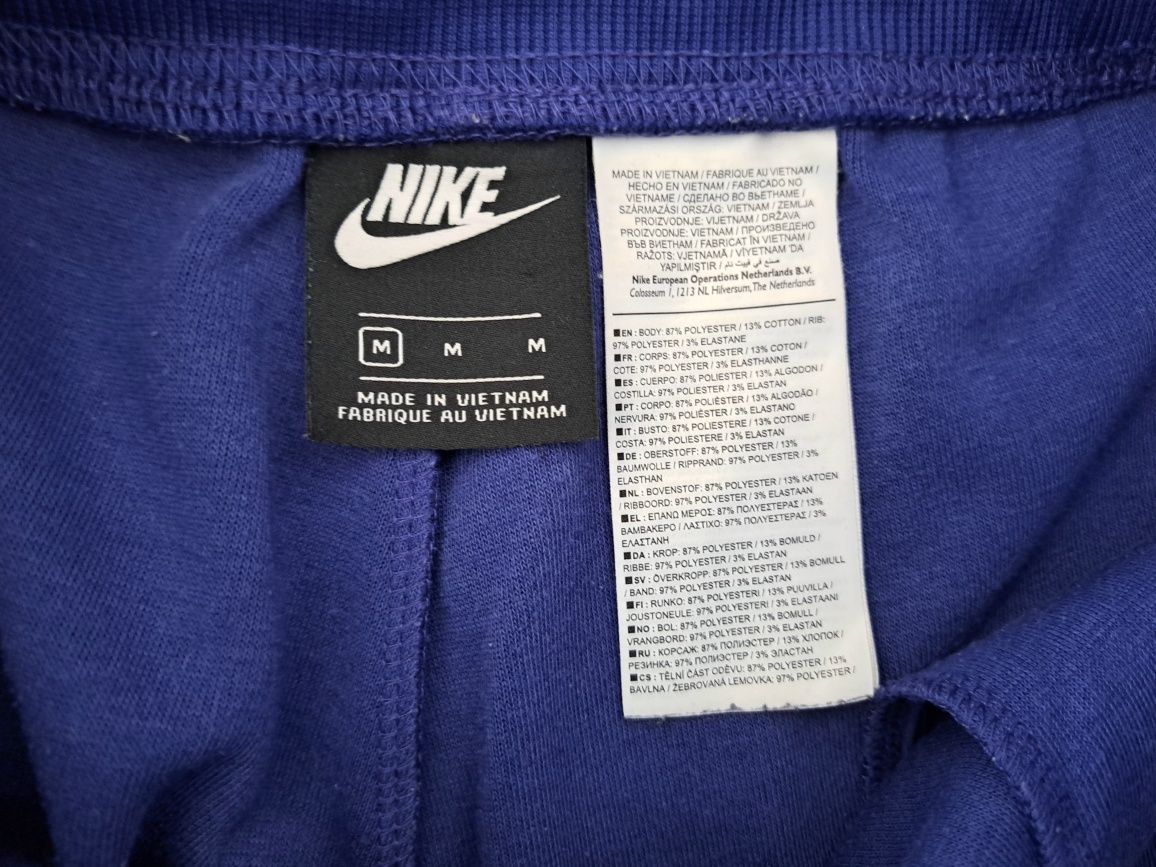 NIKE
M M M
MADE IN VIETNAM
FABRIQUE AU VIETNAM
MADE IN VIETNAM / FABRIQUE AU VIETNAM /
HECHO EN VIETNAM / FABRICADO NO
VIETNAME / СДЕЛАНО ВО ВЬЕТНАМЕ /
SZÁRMAZÁSI ORSZÁG: VIETNAM / ZEMLJA
PROIZVODNJE: VIJETNAM / DRŽAVA
PROIZVODNJE: VIETNAM / ПРОИЗВЕДЕНО
ВЪВ ВИЕТНАМ / FABRICAT ÎN VIETNAM /
RAŽOTS: VJETNAMĀ / VİYETNAM 'DA
YAPILMIŞTIR / صنع في فييت نام
Nike European Operations Netherlands B.V.
Colosseum 1, 1213 NL Hilversum, The Netherlands
■EN : BODY: 87% POLYESTER / 13% COTTON / RIB:
97% POLYESTER / 3% ELASTANE
■FR : CORPS: 87% POLYESTER / 13% COTON /
COTE: 97% POLYESTER / 3% ELASTHANNE
■ES : CUERPO: 87% POLIESTER / 13% ALGODON /
COSTILLA: 97% POLIESTER / 3% ELASTAN
■PT : CORPO: 87% POLIÉSTER / 13% ALGODÃO /
NERVURA: 97% POLIÉSTER / 3% ELASTANO
■IT : BUSTO: 87% POLIESTERE / 13% COTONE /
COSTA: 97% POLIESTERE / 3% ELASTAN
■DE : OBERSTOFF: 87% POLYESTER / 13%
BAUMWOLLE / RIPPRAND: 97% POLYESTER / 3%
ELASTHAN
■NL : BOVENSTOF: 87% POLYESTER / 13% KATOEN
/ RIBBOORD: 97% POLYESTER / 3% ELASTAAN
■EL : ΕΠΑΝΩ ΜΕΡΟΣ: 87% ΠΟΛΥΕΣΤΕΡΑΣ / 13%
ΒΑΜΒΑΚΕΡΟ / ΛΑΣΤΙΧΟ: 97% ΠΟΛΥΕΣΤΕΡΑΣ / 3%
ΕΛΑΣΤΑΝΗ
■DA : KROP: 87% POLYESTER / 13% BOMULD /
RIBBE: 97% POLYESTER / 3% ELASTAN
■SV : ÖVERKROPP: 87% POLYESTER / 13% BOMULL
/ BAND: 97% POLYESTER / 3% ELASTAN
■FI : RUNKO: 87% POLYESTERI / 13% PUUVILLA /
JOUSTONEULE: 97% POLYESTERI / 3% ELASTAANI
■NO : BOL: 87% POLYESTER / 13% BOMULL /
VRANGBORD: 97% POLYESTER / 3% ELASTAN
■RU : КОРСАЖ: 87% ПОЛИЭСТЕР / 13% ХЛОПОК /
РЕЗИНКА: 97% ПОЛИЭСТЕР / 3% ЭЛАСТАН
■CS : TĚLNÍ ČÁST ODĚVU: 87% POLYESTER / 13%
BAVLNA / ŽEBROVANÁ LEMOVKA: 97% POLYESTER /